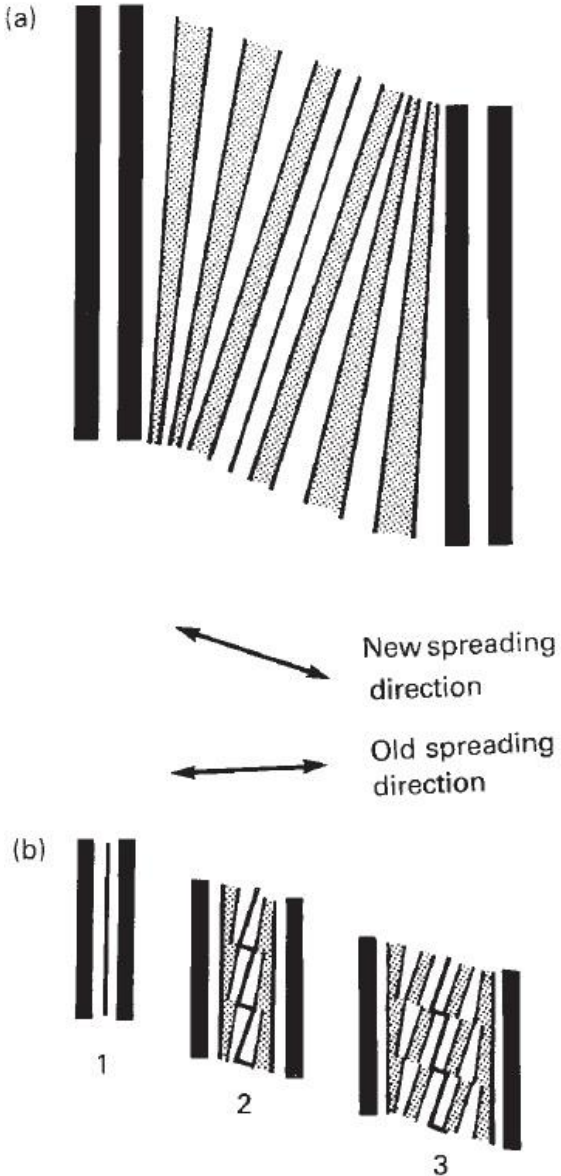 (a)
New spreading
direction
Old spreading
direction
(b)
1
2
3